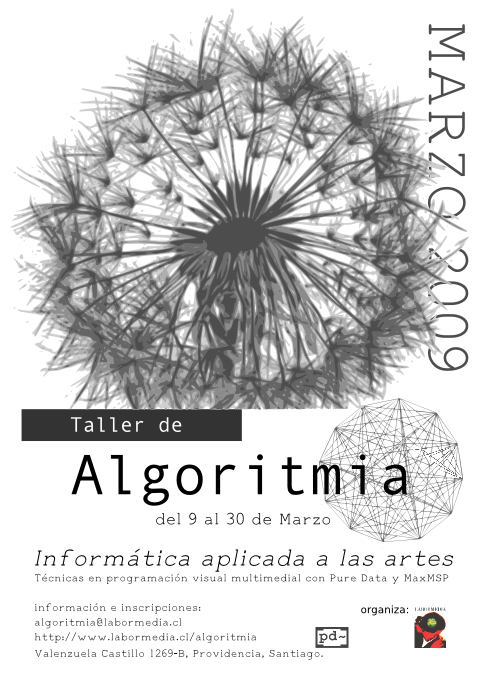 MARZO 2009
Taller de
Algoritmia
del 9 al 30 de Marzo
Informática aplicada a las artes
Técnicas en programación visual multimedial con Pure Data y MaxMSP
información e inscripciones:
algoritmia@labormedia.cl
http://www.labormedia.cl/algoritmia
Valenzuela Castillo 1269-B, Providencia, Santiago.
pd~
organiza:
LABORMEDIA